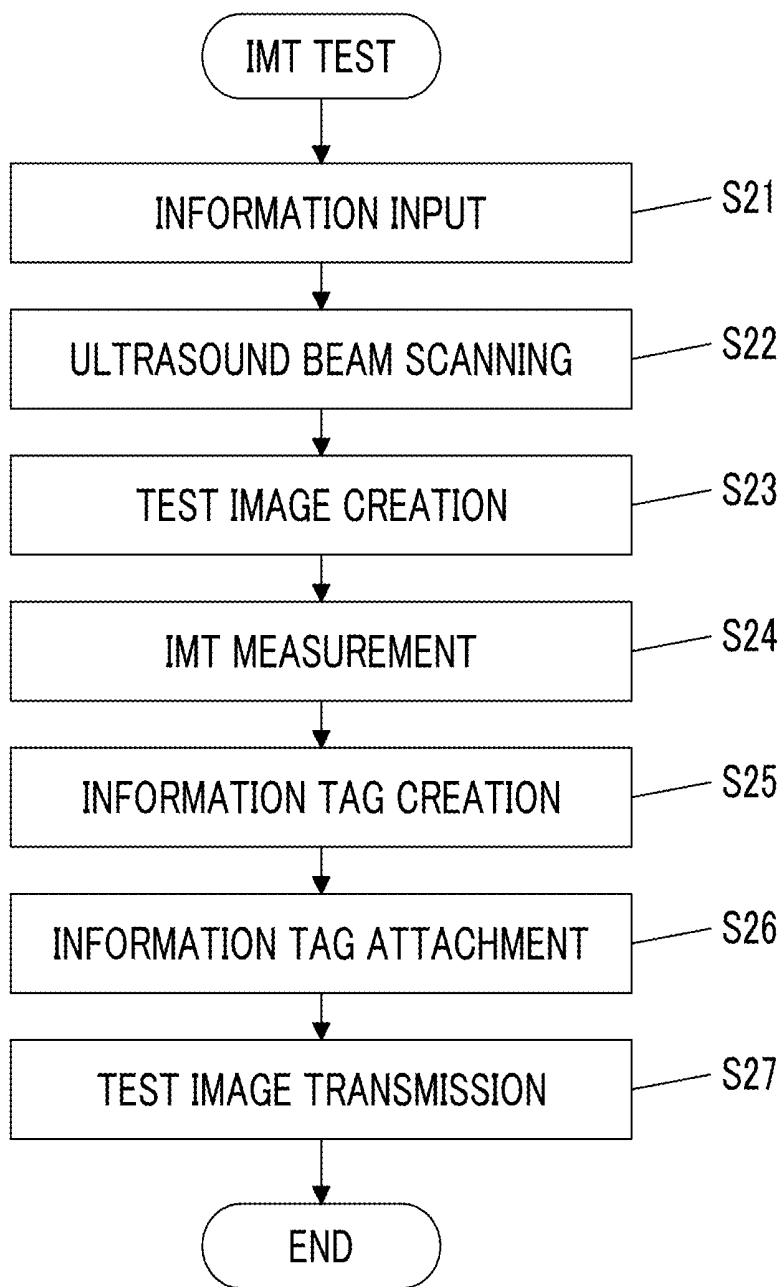 IMT TEST
INFORMATION INPUT
S21
ULTRASOUND BEAM SCANNING
S22
TEST IMAGE CREATION
S23
IMT MEASUREMENT
S24
INFORMATION TAG CREATION
S25
INFORMATION TAG ATTACHMENT
S26
TEST IMAGE TRANSMISSION
S27
END